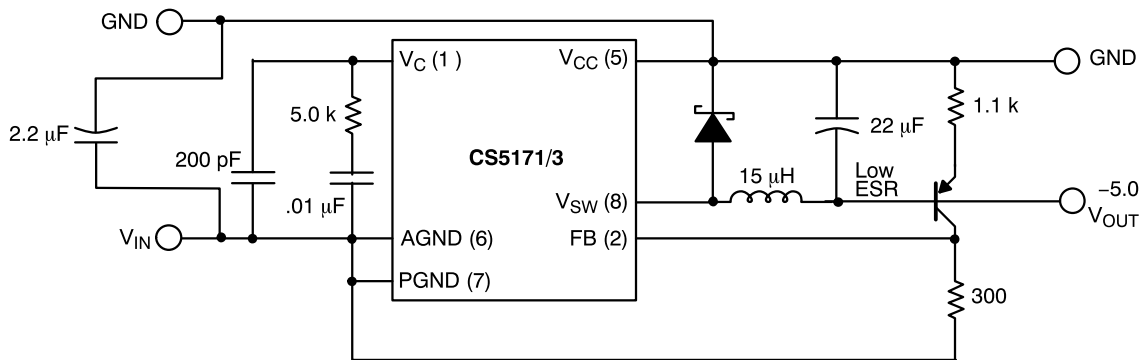 GND
V_C (1 )
V_CC (5)
GND
5.0 k
1.1 k
2.2 μF
22 μF
200 pF
CS5171/3
15 μH
Low
ESR
−5.0
V_OUT
.01 μF
V_SW (8)
V_IN
AGND (6)
FB (2)
PGND (7)
300